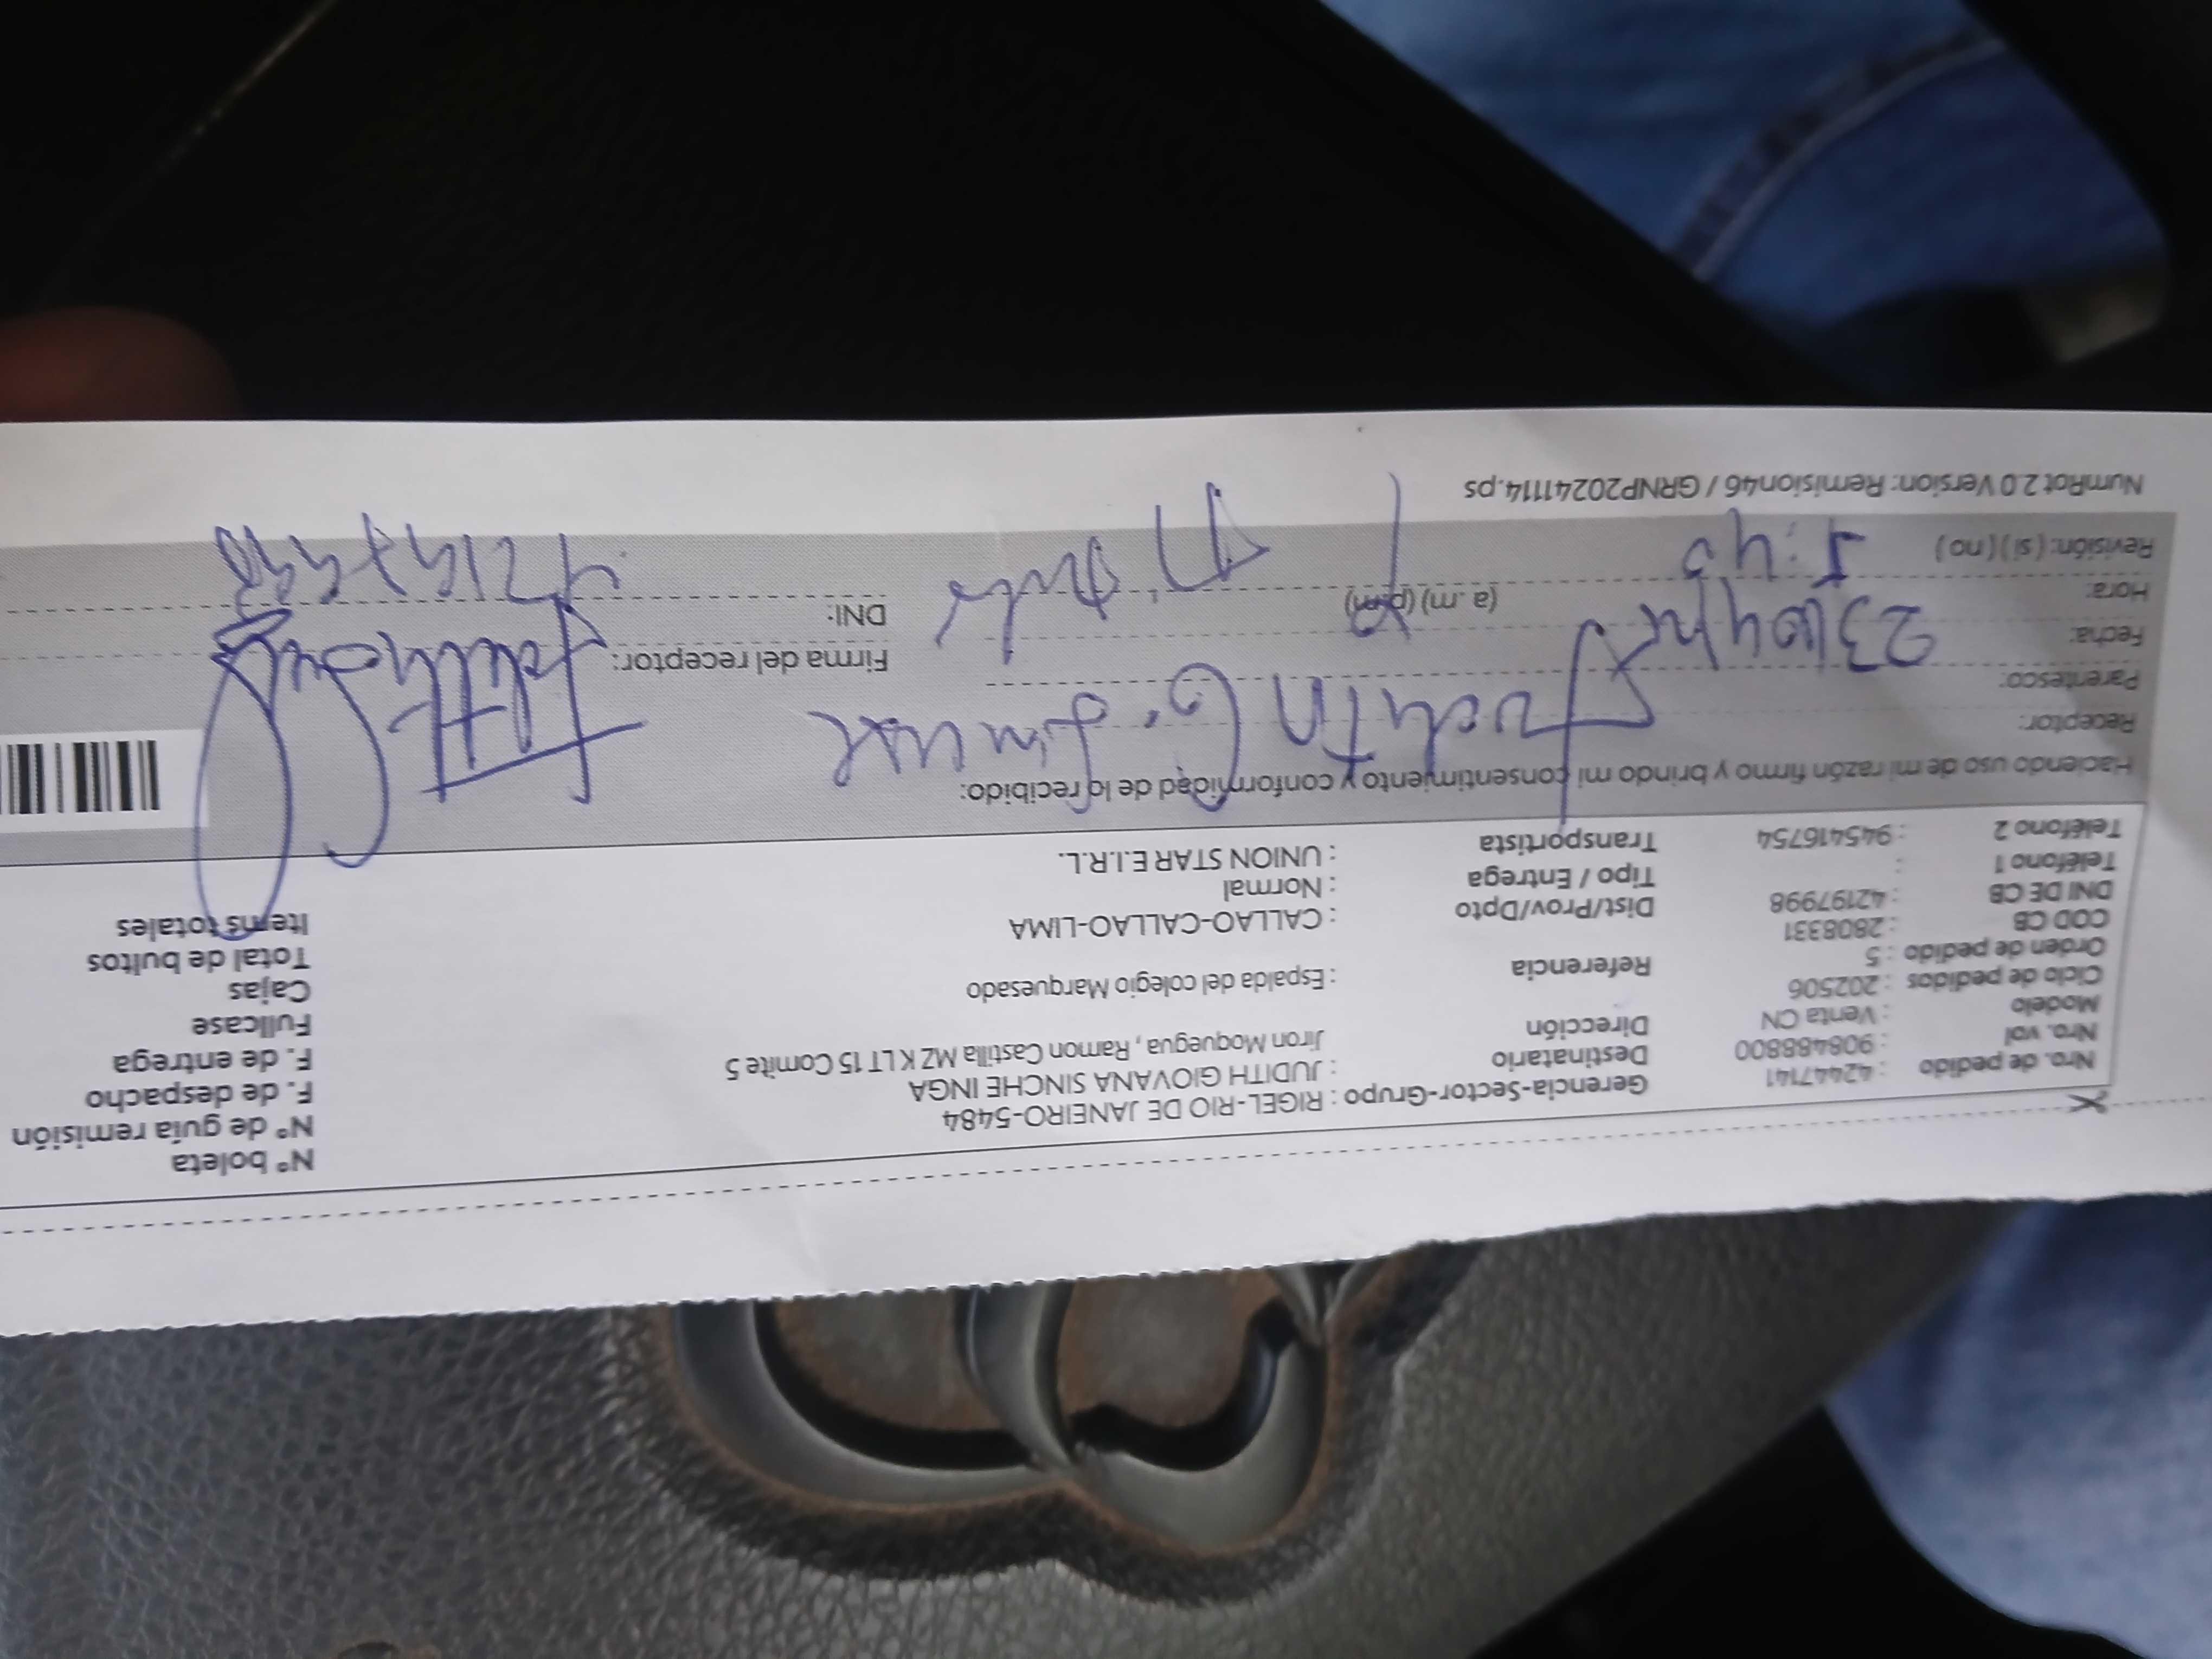 Nro. de pedido : 42447141 Gerencia-Sector-Grupo : RIGEL-RIO DE JANEIRO-5484 N° boleta
Nro. vol : 908488800 Destinatario : JUDITH GIOVANA SINCHE INGA N° de guía remisión
Modelo : Venta CN Dirección Jiron Moquegua , Ramon Castilla MZ K LT 15 Comite 5 F. de despacho
Ciclo de pedidos : 202506 F. de entrega
Orden de pedido : 5 Referencia : Espalda del colegio Marquesado Fullcase
COD CB : 2808331 Cajas
DNI DE CB : 42197998 Dist/Prov/Dpto : CALLAO-CALLAO-LIMA Total de bultos
Teléfono 1 : Tipo / Entrega : Normal Items totales
Teléfono 2 : 945416754 Transportista : UNION STAR E.I.R.L.
Haciendo uso de mi razón firmo y brindo mi consentimiento y conformidad de lo recibido:
Receptor: Judith G.
Parentesco:
Fecha: 23/04/ Firma del receptor:
Hora: (a.m) (p.m) DNI:
Revisión: ( si ) ( no )
NumRot 2.0 Version: Remision46 / GRNP20241114.ps